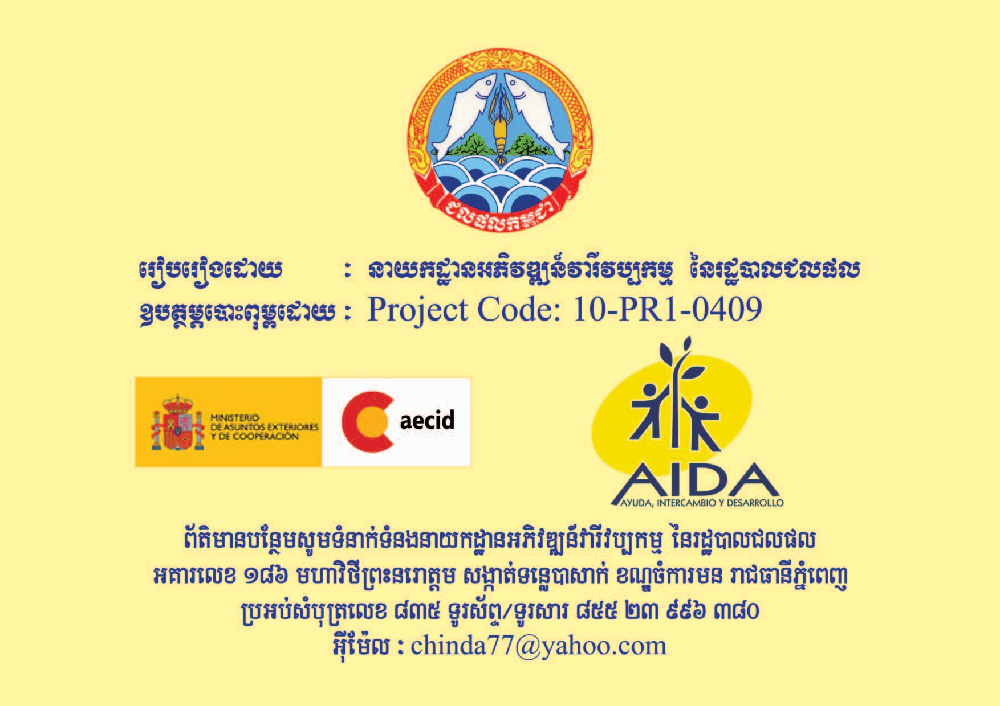 ជលផលកម្ពុជា
រៀបរៀងដោយ : នាយកដ្ឋានអភិវឌ្ឍន៍វារីវប្បកម្ម នៃរដ្ឋបាលជលផល
ឧបត្ថម្ភបោះពុម្ពដោយ : Project Code: 10-PR1-0409
MINISTERIO
DE ASUNTOS EXTERIORES
Y DE COOPERACIÓN
aecid
AIDA
AYUDA, INTERCAMBIO Y DESARROLLO
ព័ត៌មានបន្ថែមសូមទំនាក់ទំនងនាយកដ្ឋានអភិវឌ្ឍន៍វារីវប្បកម្ម នៃរដ្ឋបាលជលផល
អគារលេខ ១៨៦ មហាវិថីព្រះនរោត្តម សង្កាត់ទន្លេបាសាក់ ខណ្ឌចំការមន រាជធានីភ្នំពេញ
ប្រអប់សំបុត្រលេខ ៨៣៥ ទូរស័ព្ទ/ទូរសារ ៨៥៥ ២៣ ៩៩៦ ៣៨០
អ៊ីម៉ែល : chinda77@yahoo.com